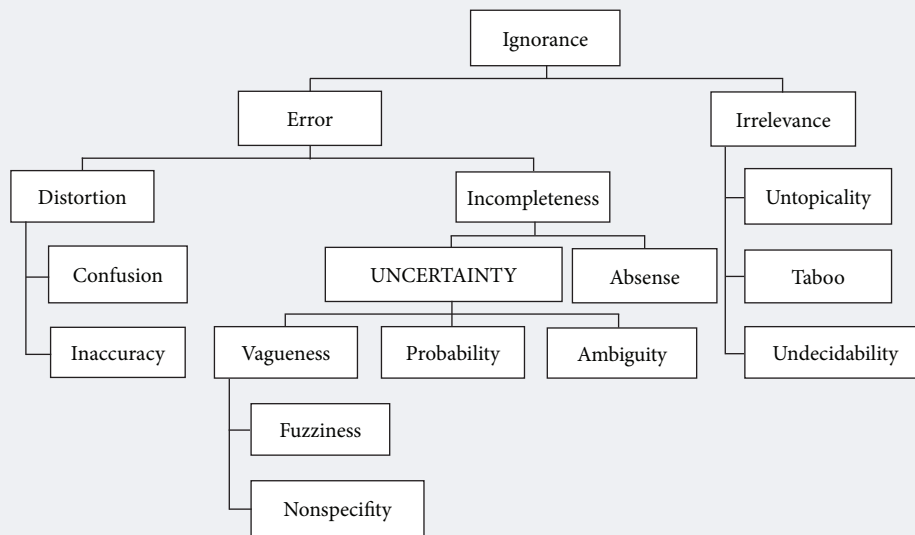 Ignorance
Error
Irrelevance
Distortion
Incompleteness
Untopicality
Confusion
UNCERTAINTY
Absense
Taboo
Inaccuracy
Vagueness
Probability
Ambiguity
Undecidability
Fuzziness
Nonspecifity